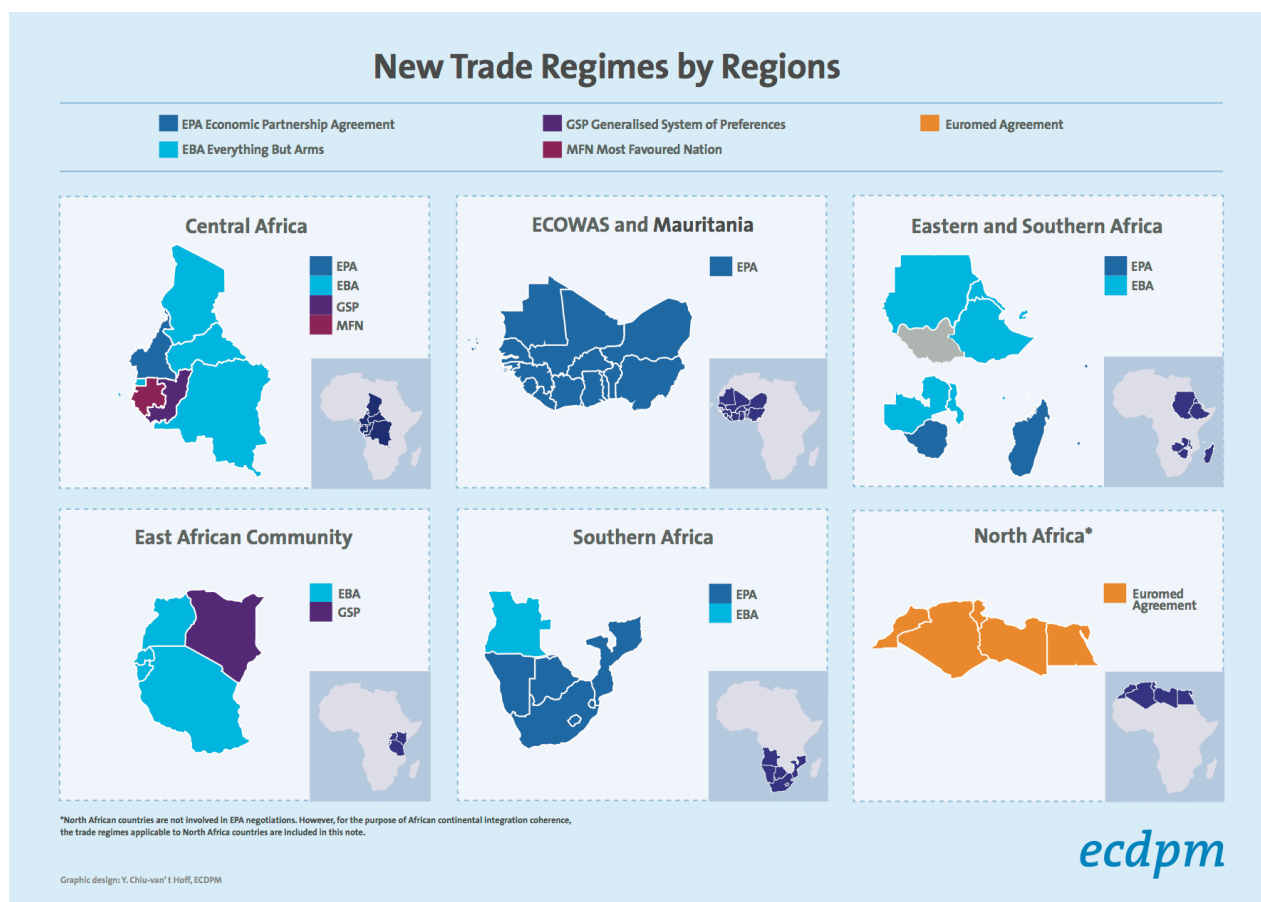 New Trade Regimes by Regions
EPA Economic Partnership Agreement
GSP Generalised System of Preferences
Euromed Agreement
EBA Everything But Arms
MFN Most Favoured Nation
Central Africa
EPA
EBA
GSP
MFN
ECOWAS and Mauritania
EPA
Eastern and Southern Africa
EPA
EBA
East African Community
EBA
GSP
Southern Africa
EPA
EBA
North Africa*
Euromed
Agreement
*North African countries are not involved in EPA negotiations. However, for the purpose of African continental integration coherence,
the trade regimes applicable to North Africa countries are included in this note.
ecdpm
Graphic design: Y. Chiu-van' t Hoff, ECDPM